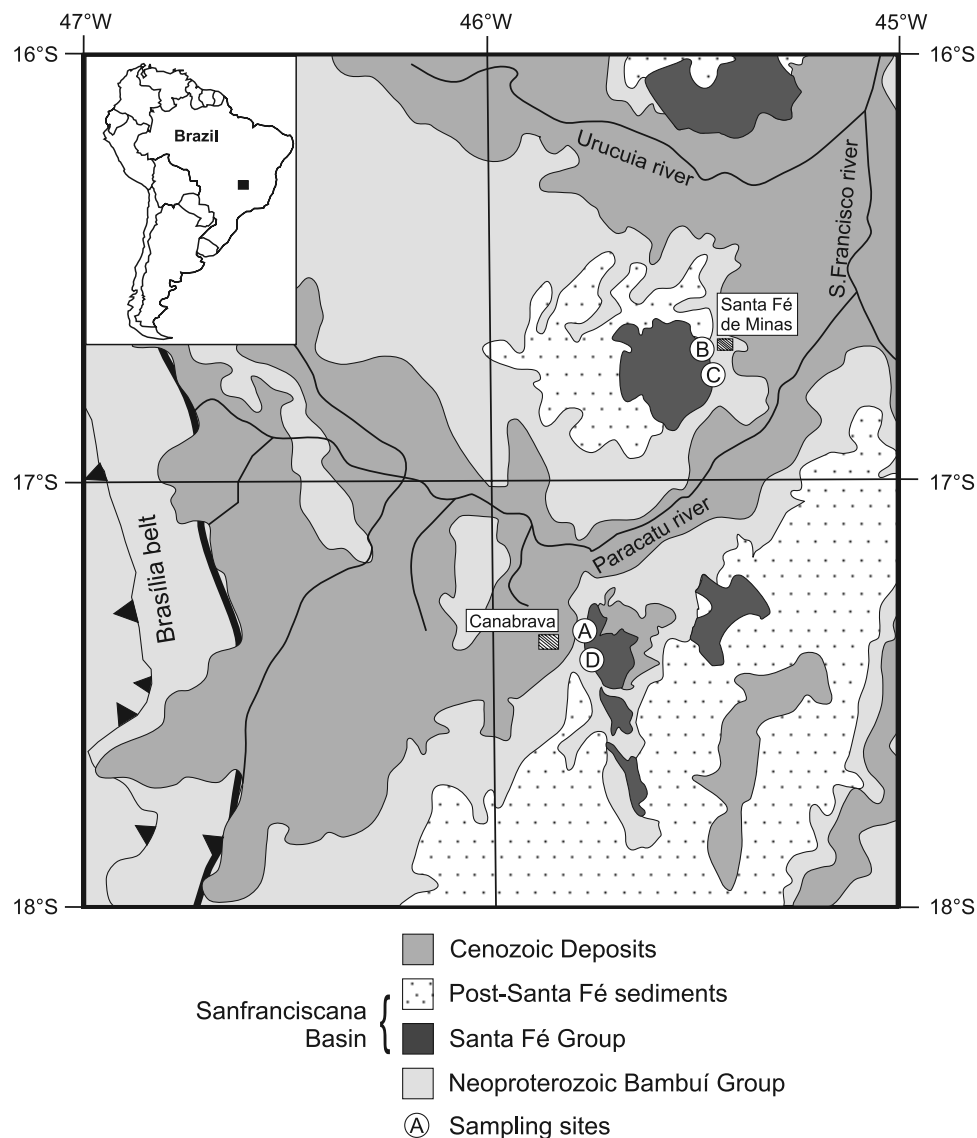 47°W
46°W
45°W
16°S
16°S
Brazil
Urucuia river
S.Francisco river
Santa Fé
de Minas
B
C
17°S
17°S
Paracatu river
Brasília belt
Canabrava
A
D
18°S
18°S
Cenozoic Deposits
Post-Santa Fé sediments
Sanfranciscana
Basin
Santa Fé Group
Neoproterozoic Bambuí Group
A Sampling sites